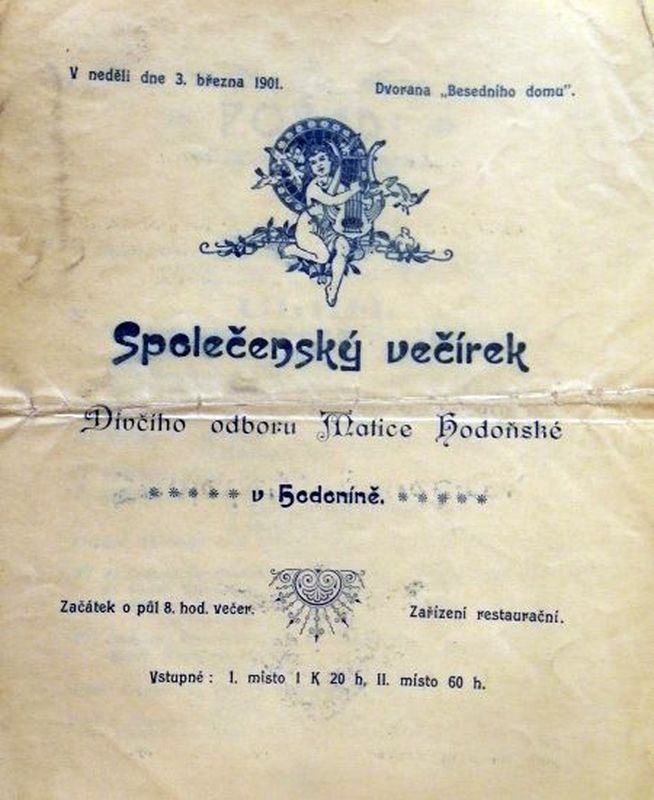 V neděli dne 3. března 1901.
Dvorana „Besedního domu".
Společenský večírek
Dívčího odboru Matice Hodoňské
v Hodoníně.
Začátek o půl 8. hod. večer.
Zařízení restaurační.
Vstupné : I. místo 1 K 20 h, II. místo 60 h.